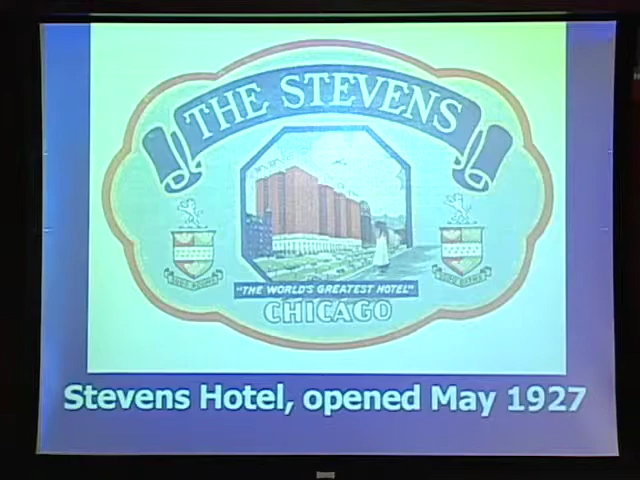 THE STEVENS
"THE WORLD'S GREATEST HOTEL"
CHICAGO
Stevens Hotel, opened May 1927